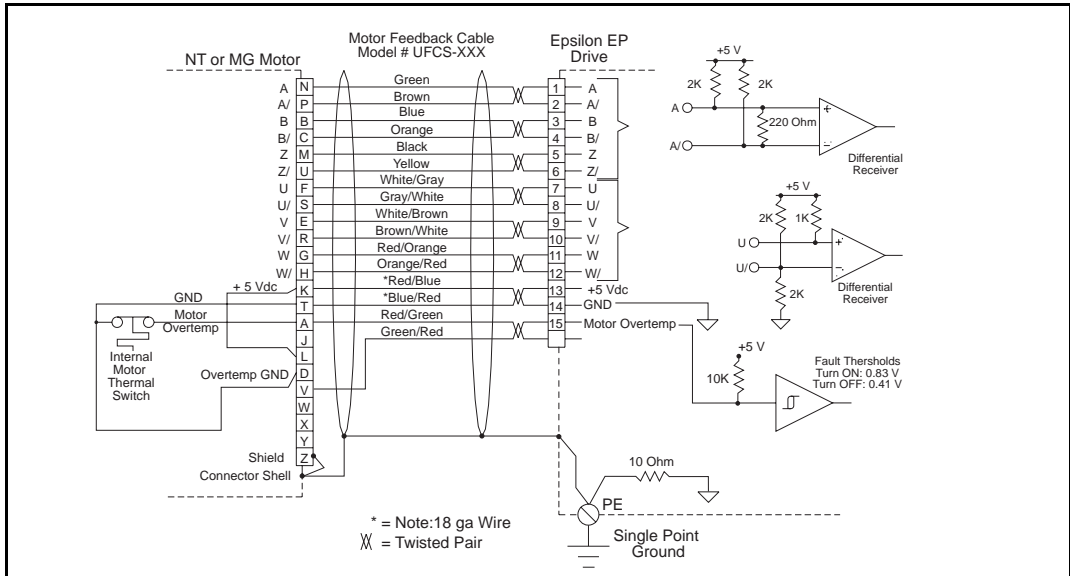 Motor Feedback Cable
Model # UFCS-XXX
NT or MG Motor
Epsilon EP
Drive
A N Green 1 A
A/ P Brown 2 A/
B B Blue 3 B
B/ C Orange 4 B/
Z M Black 5 Z
Z/ U Yellow 6 Z/
U F White/Gray 7 U
U/ S Gray/White 8 U/
V E White/Brown 9 V
V/ R Brown/White 10 V/
W G Red/Orange 11 W
W/ H Orange/Red 12 W/
+ 5 Vdc K *Red/Blue 13 +5 Vdc
GND T *Blue/Red 14 GND
Motor
Overtemp
A Red/Green 15 Motor Overtemp
J Green/Red
L
Internal
Motor
Thermal
Switch
Overtemp GND D
V
W
X
Y
Shield Z
Connector Shell
+5 V
2K 2K
A
220 Ohm
A/
+
-
Differential
Receiver
+5 V
2K 1K
U
U/
+
-
2K
Differential
Receiver
+5 V
10K
Fault Thersholds
Turn ON: 0.83 V
Turn OFF: 0.41 V
10 Ohm
PE
Single Point
Ground
* = Note:18 ga Wire
= Twisted Pair